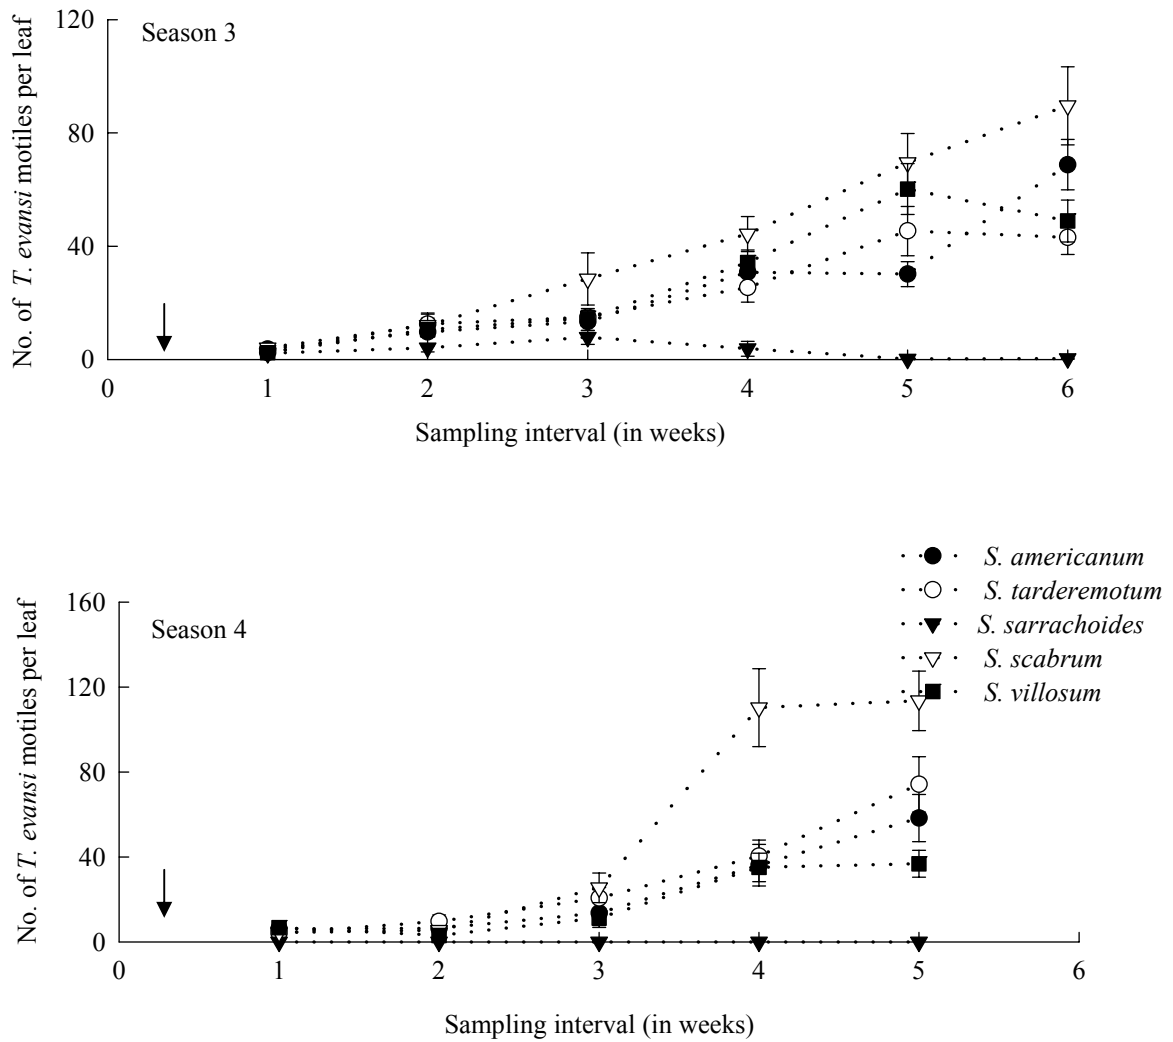 Season 3
No. of T. evansi motiles per leaf
120
80
40
0
0 1 2 3 4 5 6
Sampling interval (in weeks)
Season 4
No. of T. evansi motiles per leaf
160
120
80
40
0
0 1 2 3 4 5 6
Sampling interval (in weeks)
S. americanum
S. tarderemotum
S. sarrachoides
S. scabrum
S. villosum